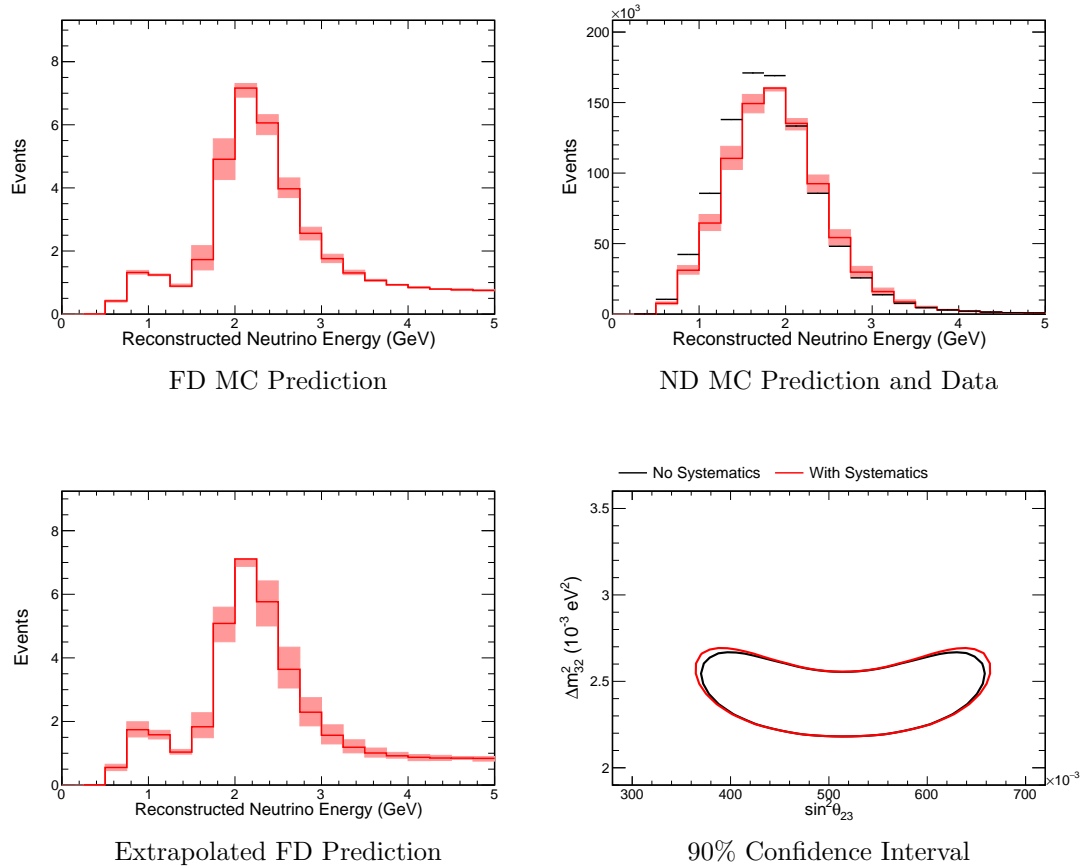 8
6
4
2
0
Events
0 1 2 3 4 5
Reconstructed Neutrino Energy (GeV)
FD MC Prediction
×10³
200
150
100
50
0
Events
0 1 2 3 4 5
Reconstructed Neutrino Energy (GeV)
ND MC Prediction and Data
8
6
4
2
0
Events
0 1 2 3 4 5
Reconstructed Neutrino Energy (GeV)
Extrapolated FD Prediction
No Systematics With Systematics
3.5
3
2.5
2
Δm²₃₂ (10⁻³ eV²)
300 400 500 600 700
×10⁻³
sin²θ₂₃
90% Confidence Interval